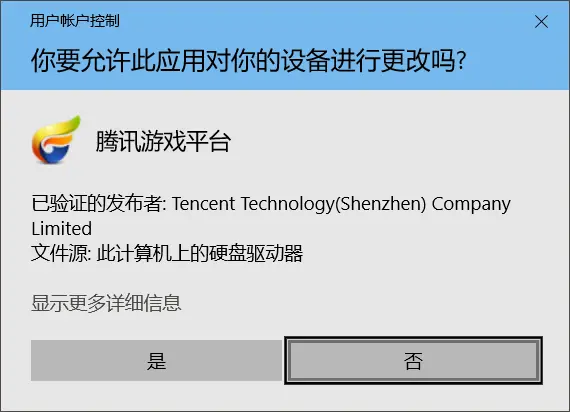 用户帐户控制
你要允许此应用对你的设备进行更改吗?
腾讯游戏平台
已验证的发布者: Tencent Technology(Shenzhen) Company
Limited
文件源: 此计算机上的硬盘驱动器
显示更多详细信息
是
否